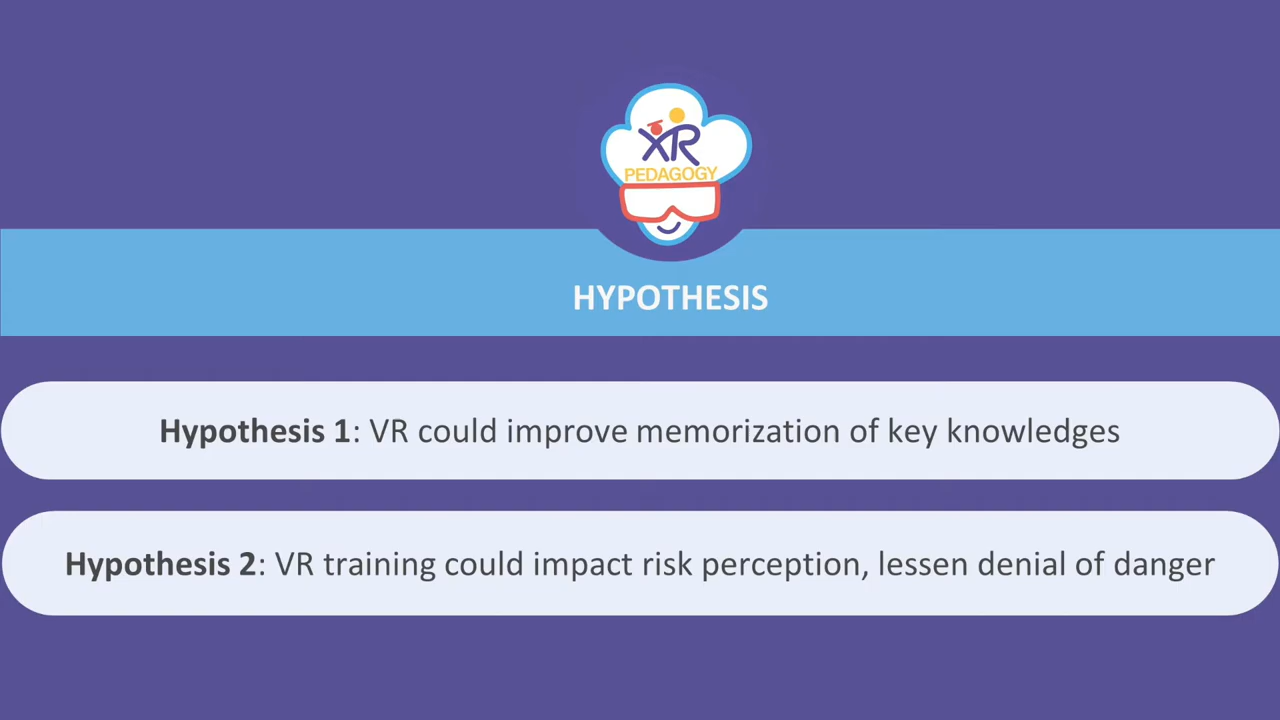 XR
PEDAGOGY
HYPOTHESIS
Hypothesis 1: VR could improve memorization of key knowledges
Hypothesis 2: VR training could impact risk perception, lessen denial of danger